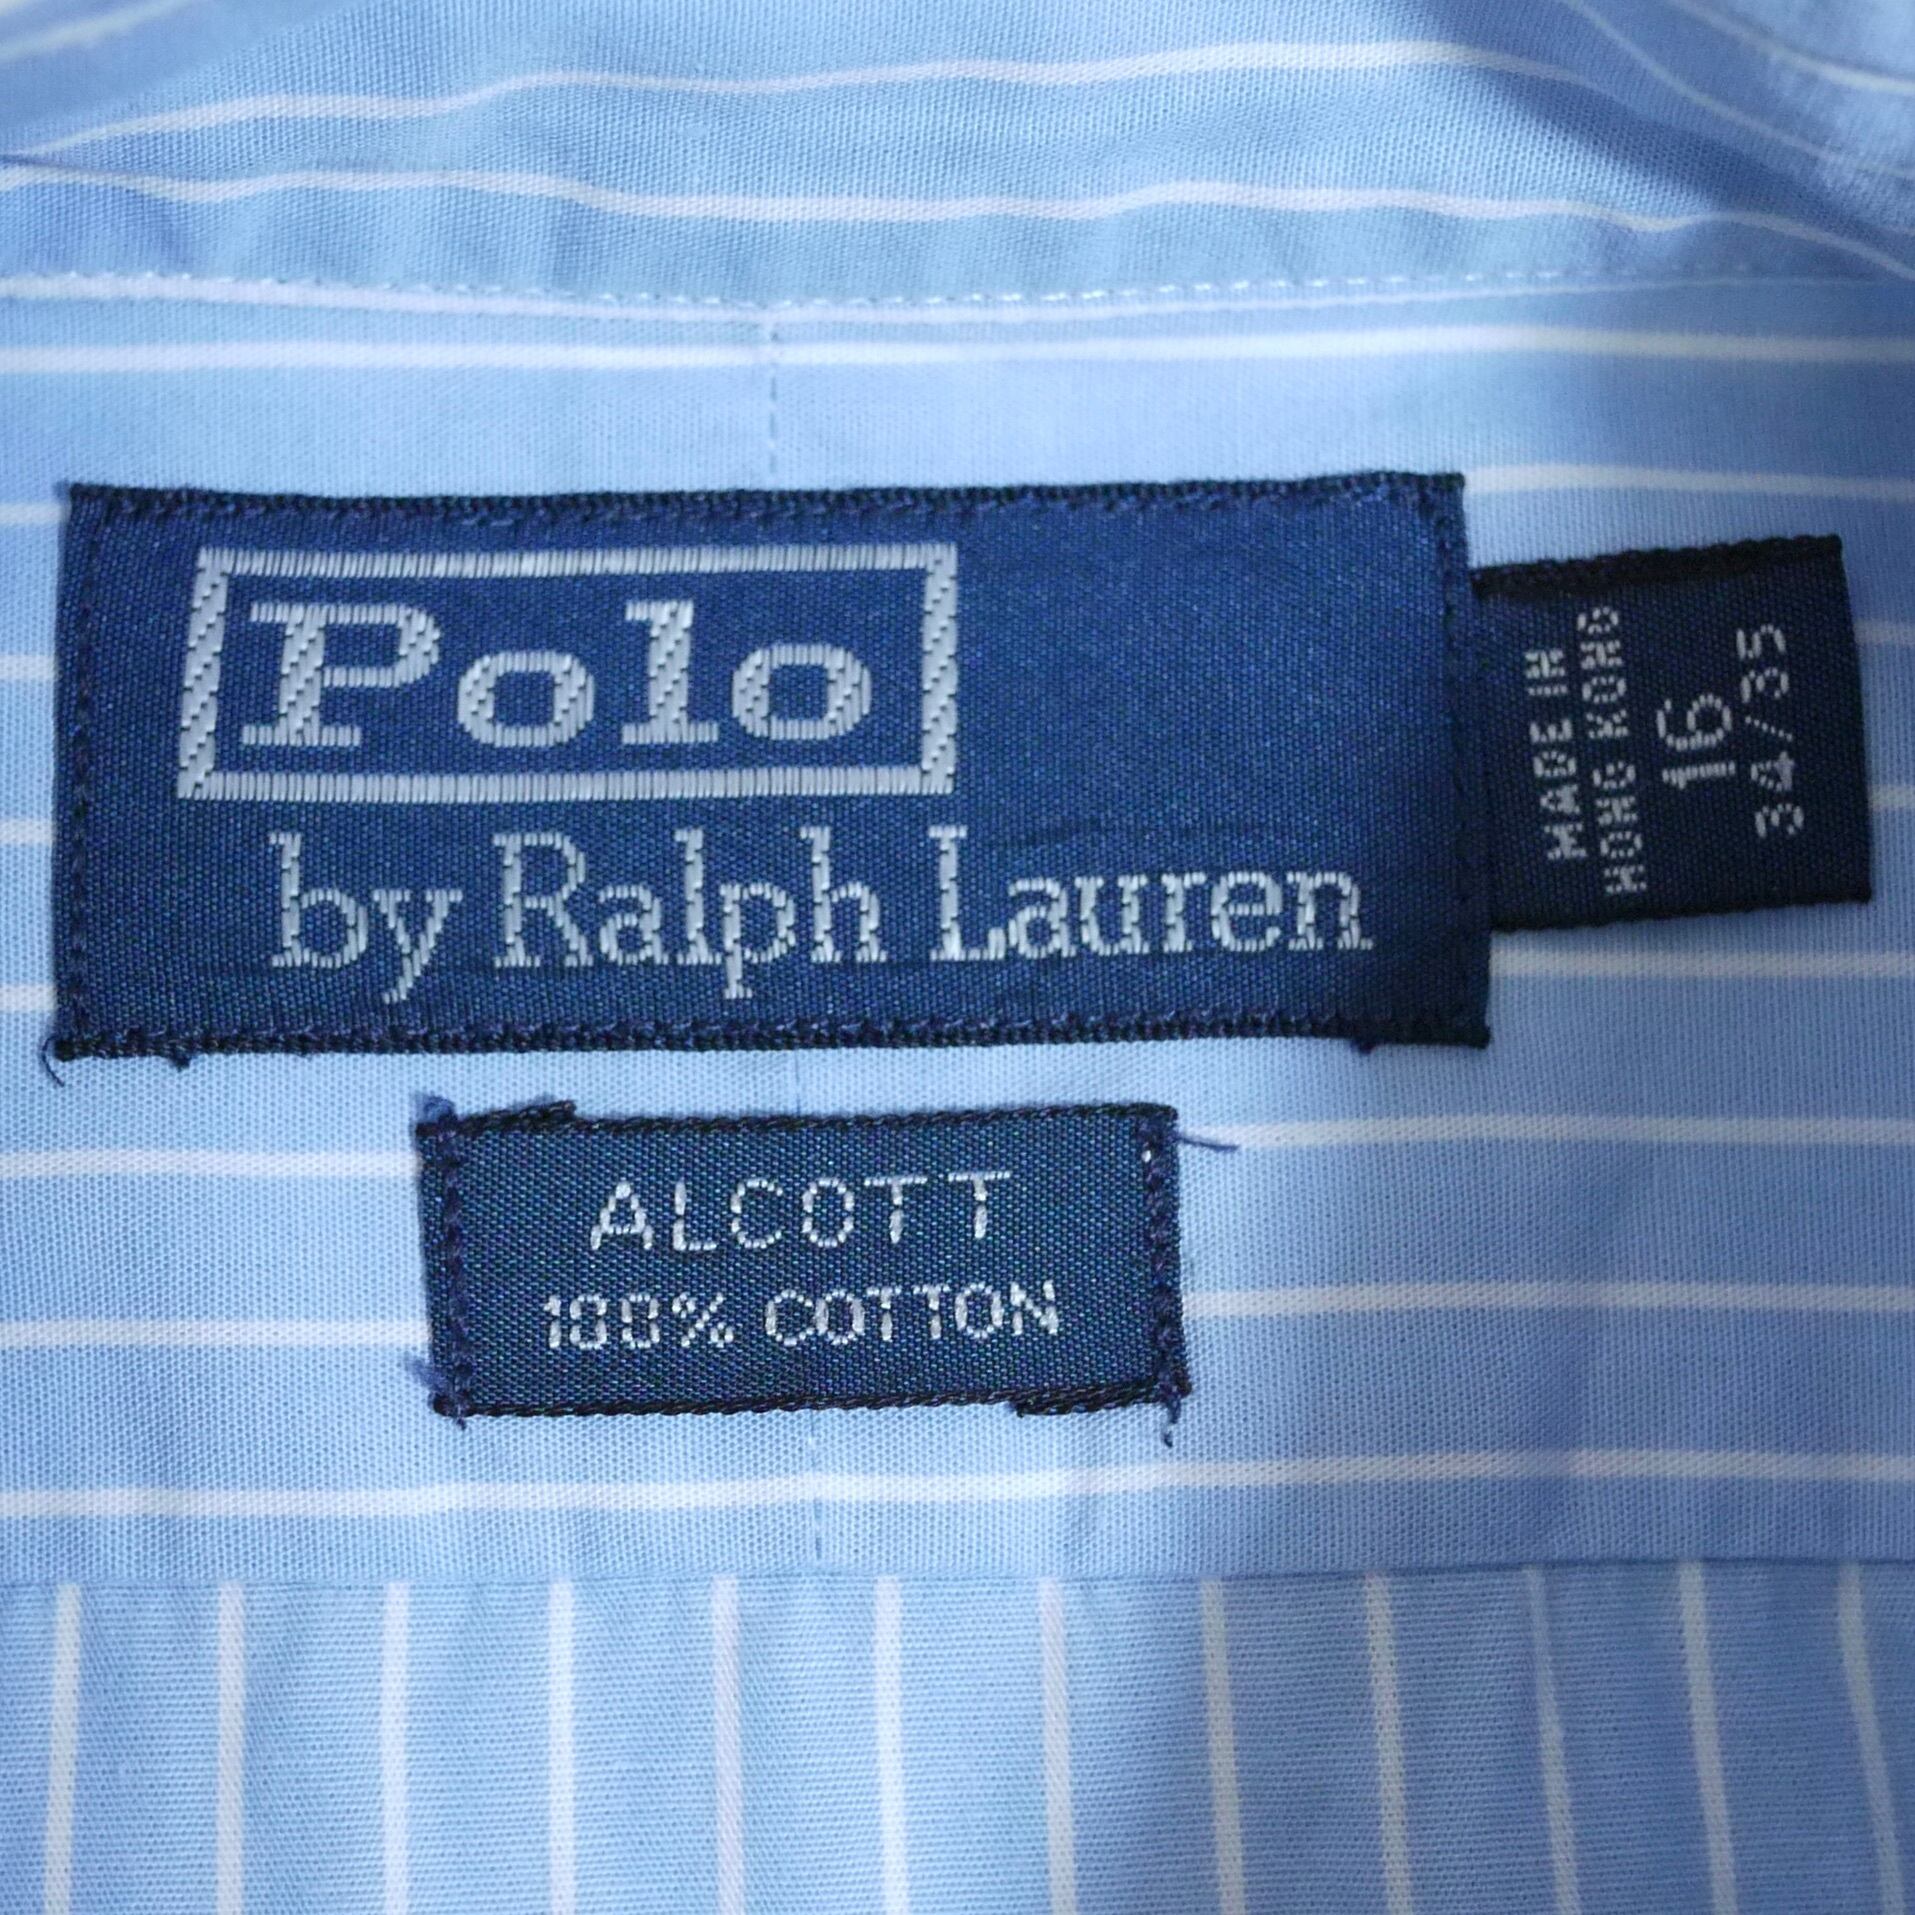 Polo
by Ralph Lauren
MADE IN
HONG KONG
16
34/35
ALCOTT
100% COTTON